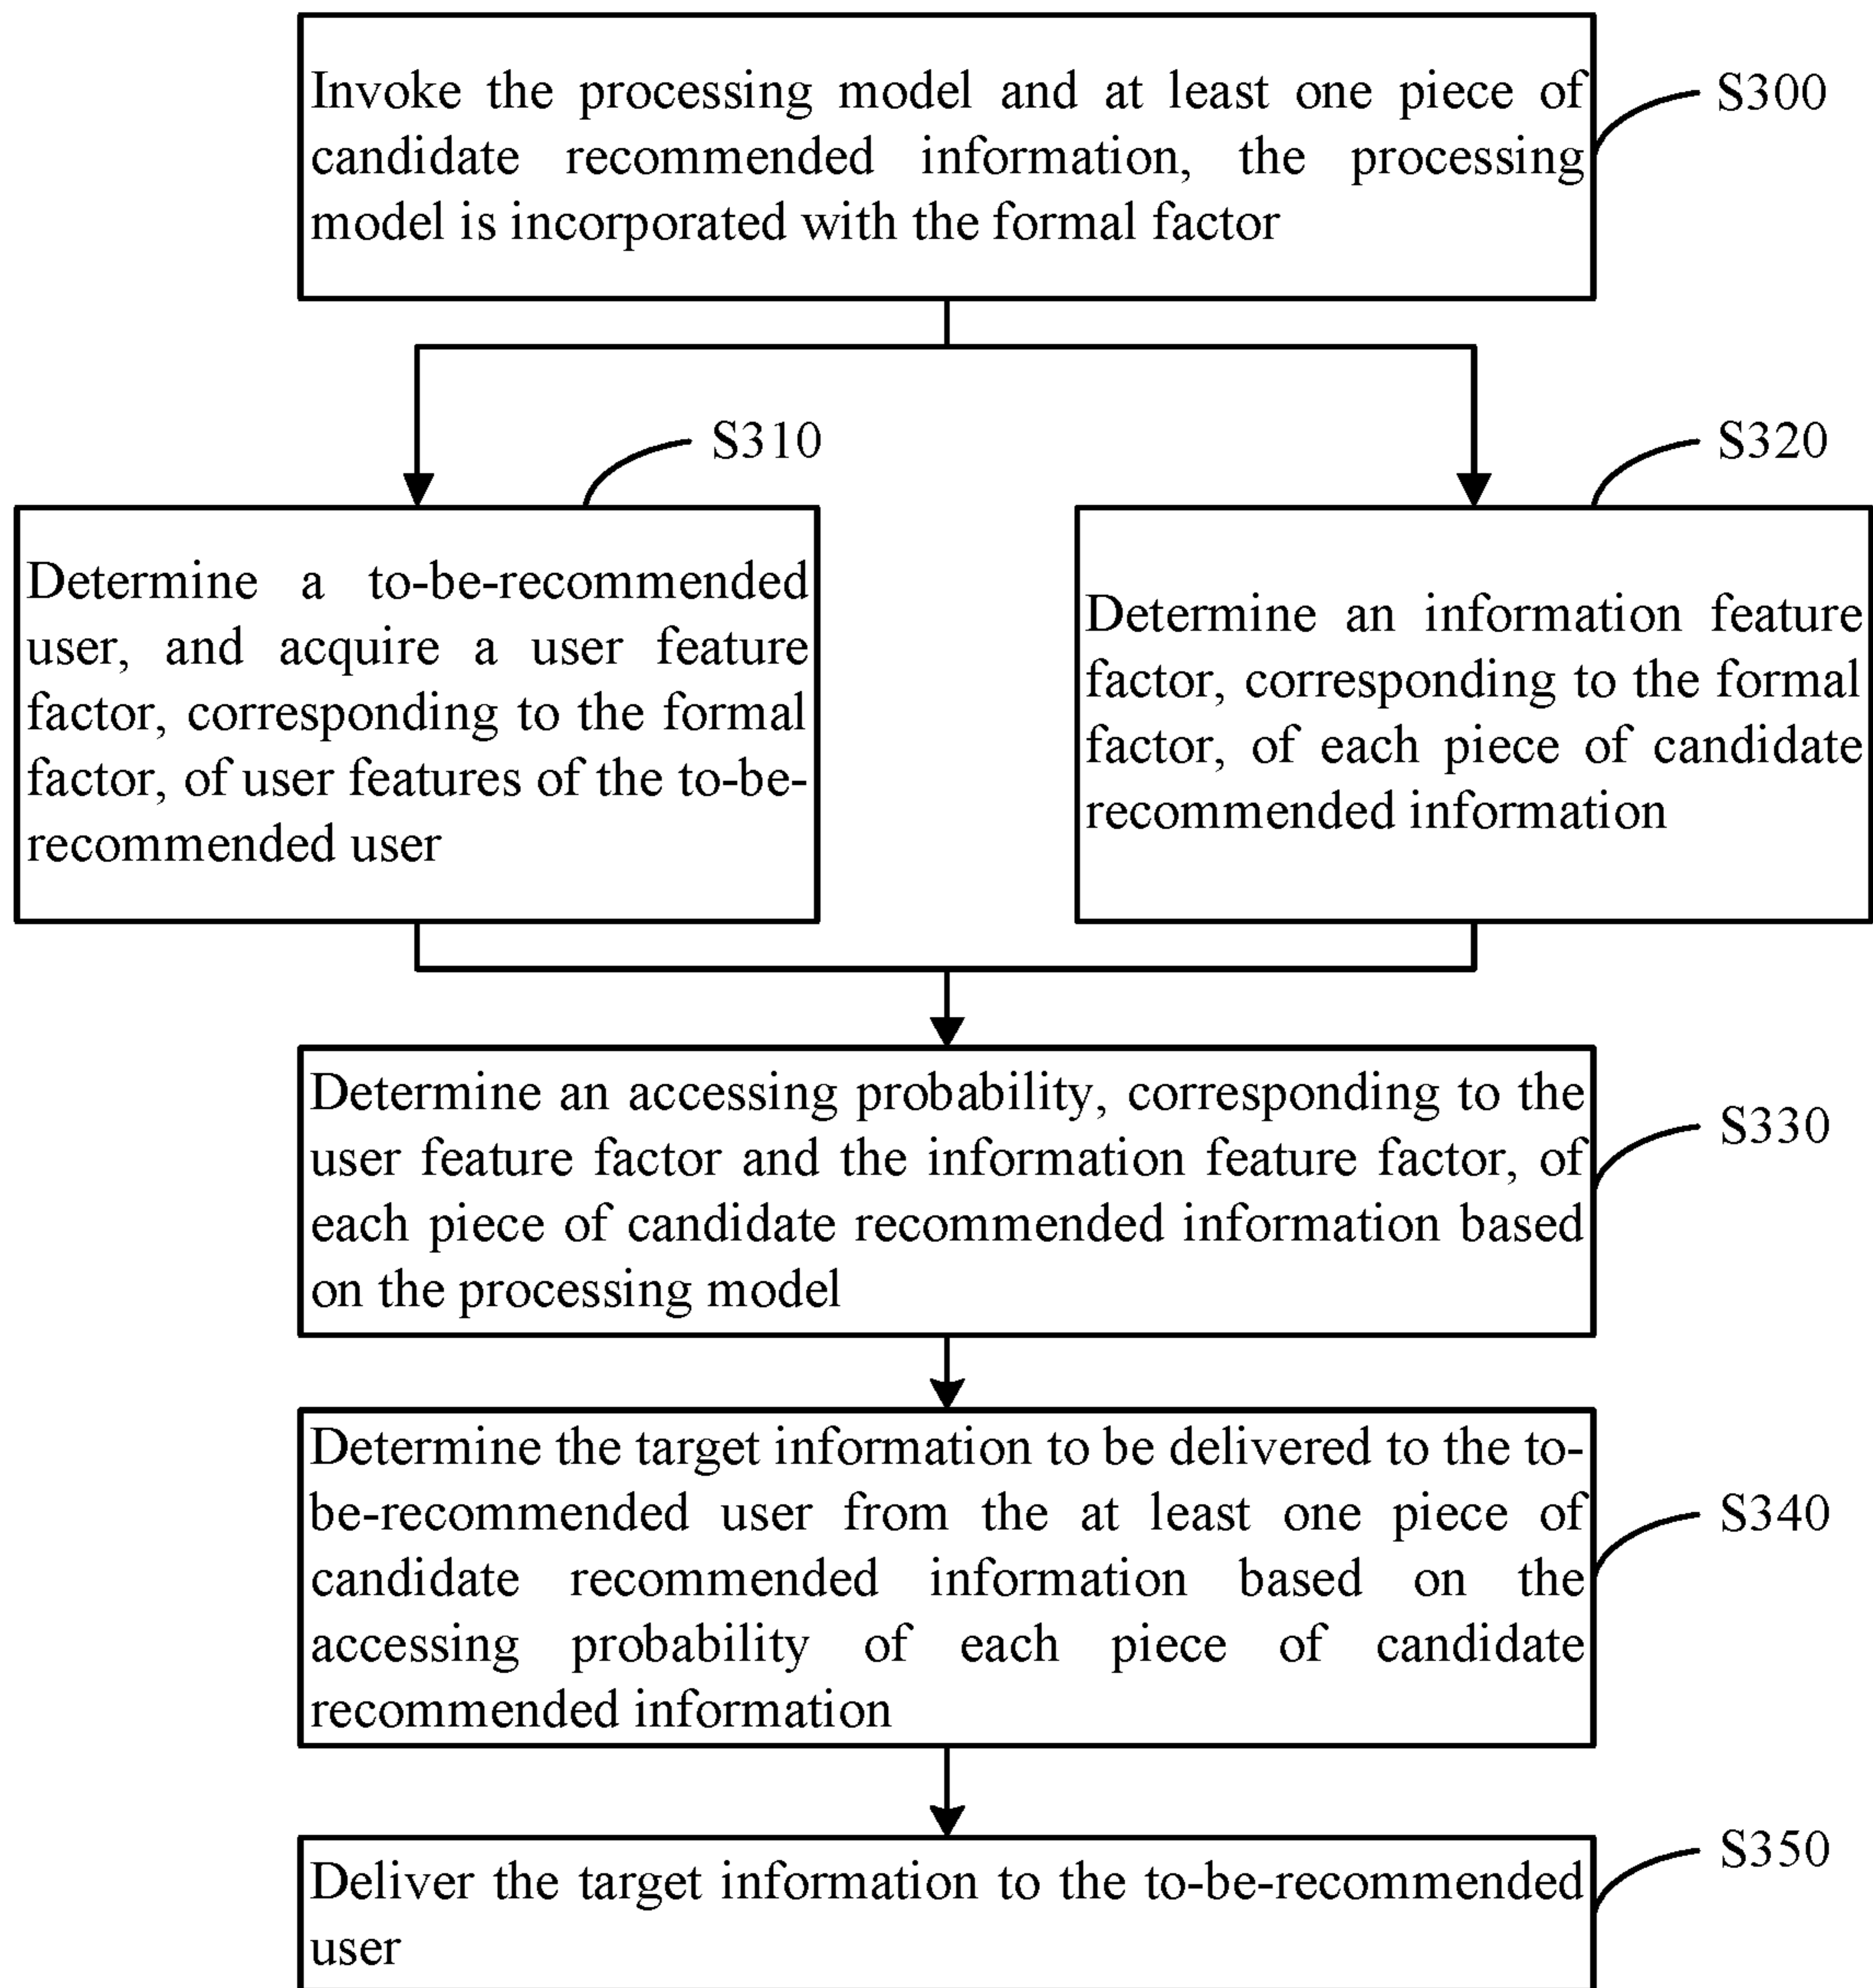 Invoke the processing model and at least one piece of
candidate recommended information, the processing
model is incorporated with the formal factor
S300
S310
Determine a to-be-recommended
user, and acquire a user feature
factor, corresponding to the formal
factor, of user features of the to-be-
recommended user
S320
Determine an information feature
factor, corresponding to the formal
factor, of each piece of candidate
recommended information
Determine an accessing probability, corresponding to the
user feature factor and the information feature factor, of
each piece of candidate recommended information based
on the processing model
S330
Determine the target information to be delivered to the to-
be-recommended user from the at least one piece of
candidate recommended information based on the
accessing probability of each piece of candidate
recommended information
S340
Deliver the target information to the to-be-recommended
user
S350